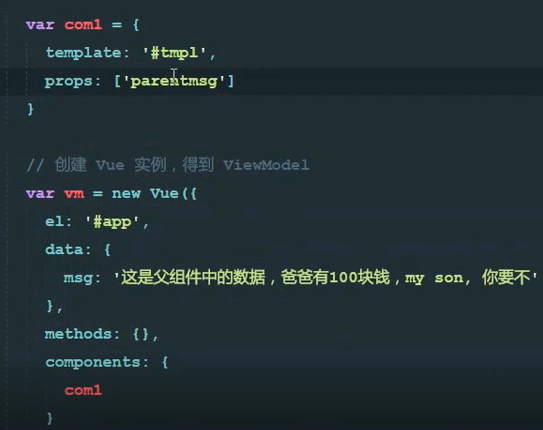 var com1 = {
template: '#tmpl',
props: ['parentmsg']
}
// 创建 Vue 实例，得到 ViewModel
var vm = new Vue({
el: '#app',
data: {
msg: '这是父组件中的数据，爸爸有100块钱，my son, 你要不'
},
methods: {},
components: {
com1
}